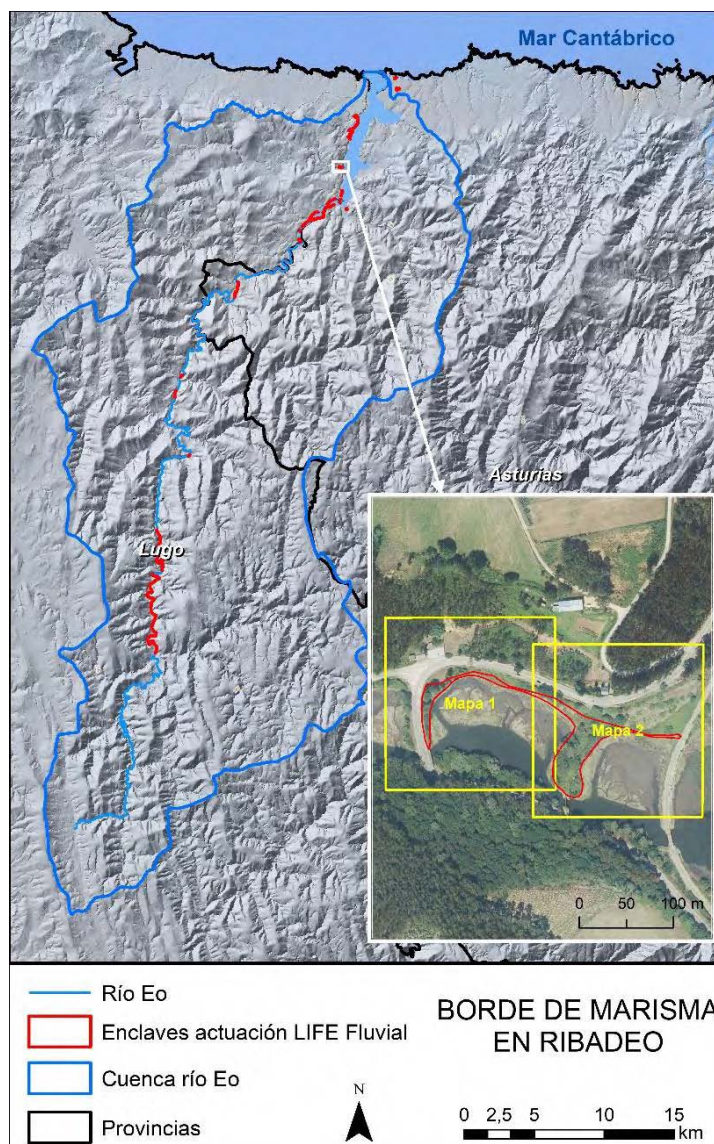 Mar Cantábrico
Asturias
Lugo
Mapa 1
Mapa 2
0 50 100 m
Río Eo
Enclaves actuación LIFE Fluvial
Cuenca río Eo
Provincias
BORDE DE MARISMA
EN RIBADEO
N
0 2,5 5 10 15
km